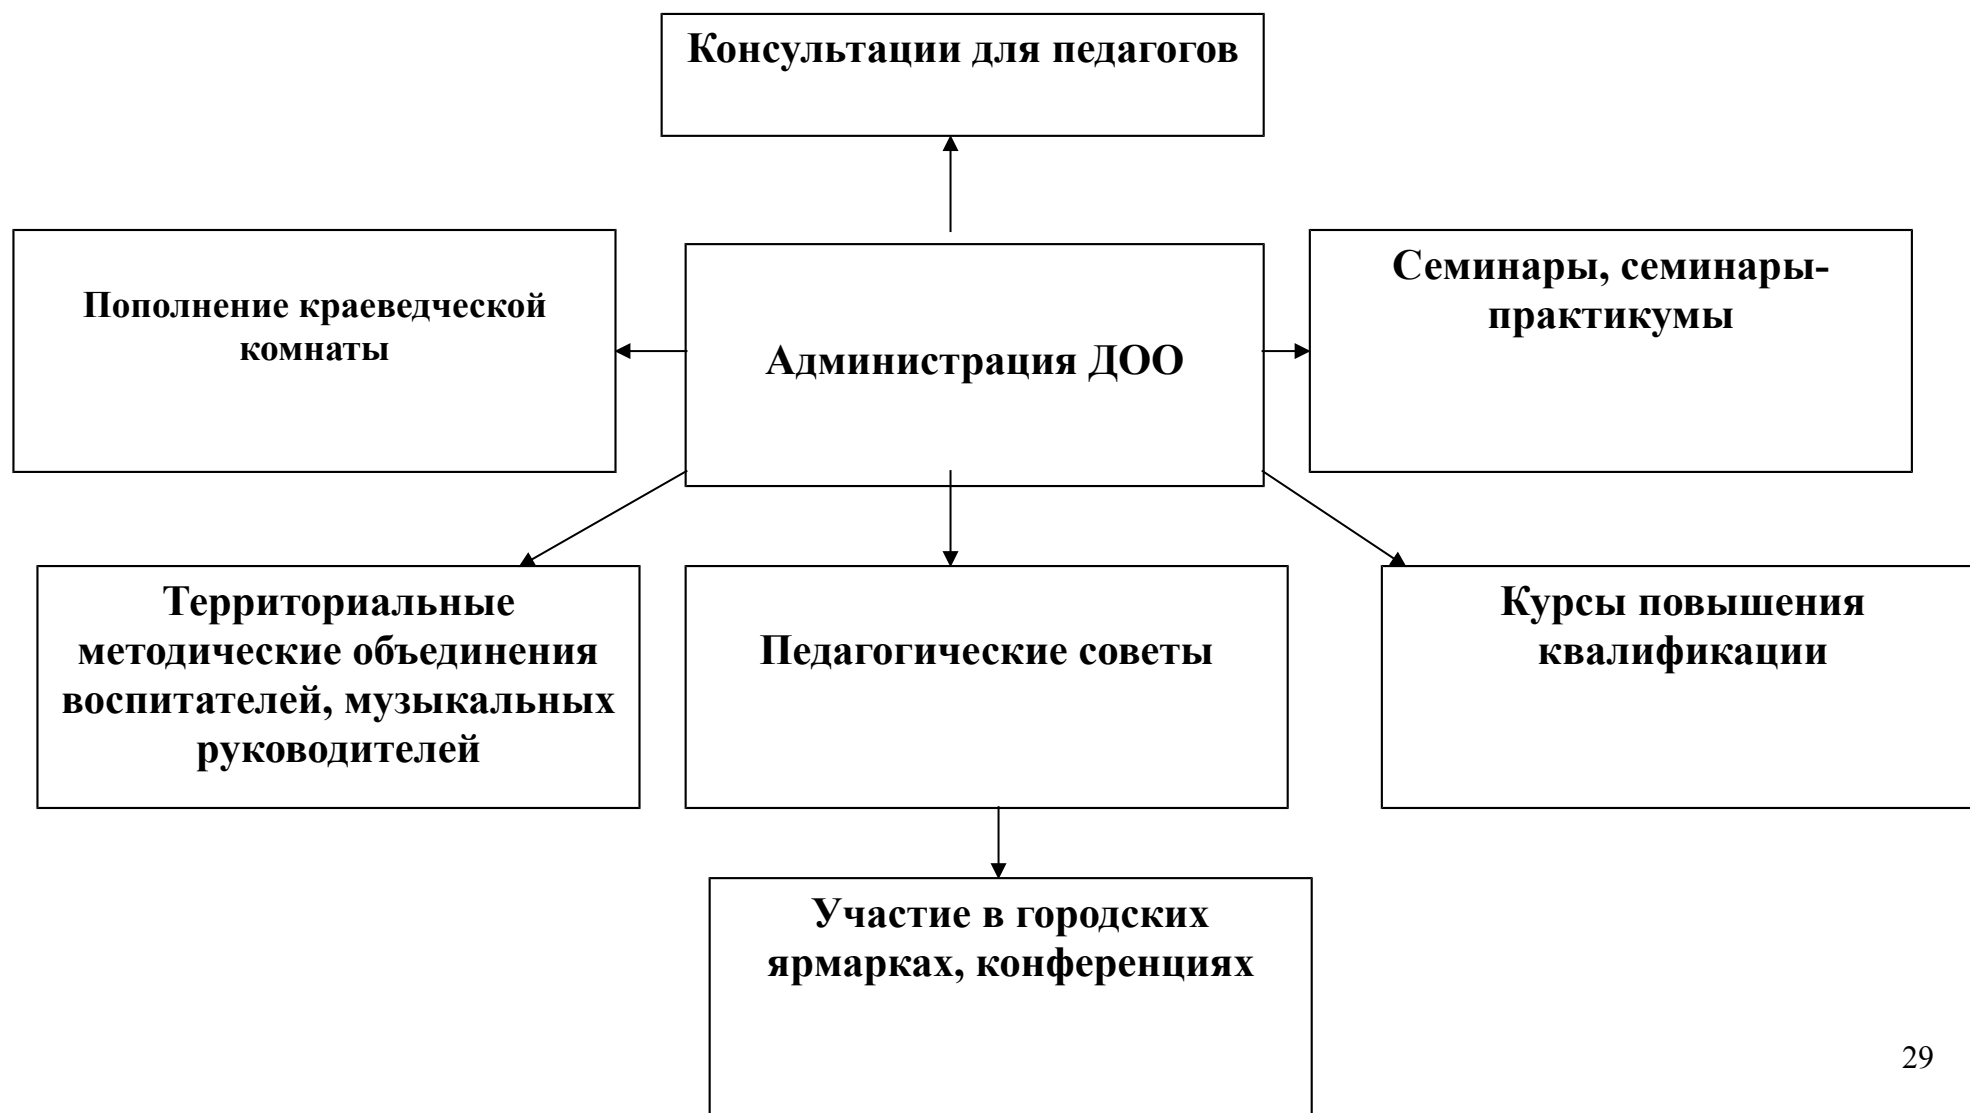 Консультации для педагогов
Пополнение краеведческой
комнаты
Администрация ДОО
Семинары, семинары-
практикумы
Территориальные
методические объединения
воспитателей, музыкальных
руководителей
Педагогические советы
Курсы повышения
квалификации
Участие в городских
ярмарках, конференциях
29